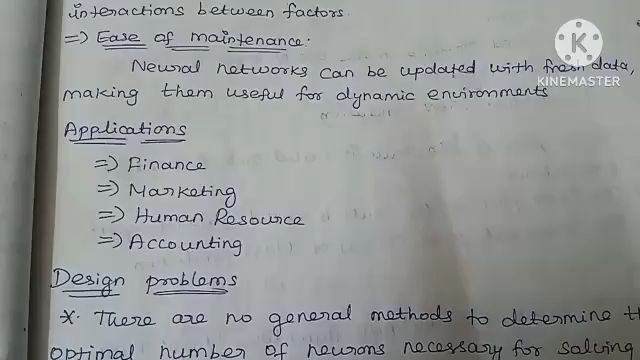 interactions between factors
=> Ease of maintenance.
Neural networks can be updated with fresh data,
making them useful for dynamic environments
Applications
=> Finance
=> Marketing
=> Human Resource
=> Accounting
Design problems
*. There are no general methods to determine
optimal number of neurons necessary for solving
K
KINEMASTER